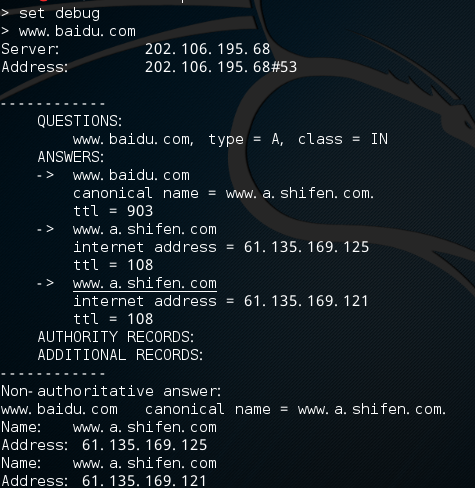 > set debug
> www.baidu.com
Server: 202.106.195.68
Address: 202.106.195.68#53
------------
QUESTIONS:
www.baidu.com, type = A, class = IN
ANSWERS:
-> www.baidu.com
canonical name = www.a.shifen.com.
ttl = 903
-> www.a.shifen.com
internet address = 61.135.169.125
ttl = 108
-> www.a.shifen.com
internet address = 61.135.169.121
ttl = 108
AUTHORITY RECORDS:
ADDITIONAL RECORDS:
------------
Non-authoritative answer:
www.baidu.com canonical name = www.a.shifen.com.
Name: www.a.shifen.com
Address: 61.135.169.125
Name: www.a.shifen.com
Address: 61.135.169.121